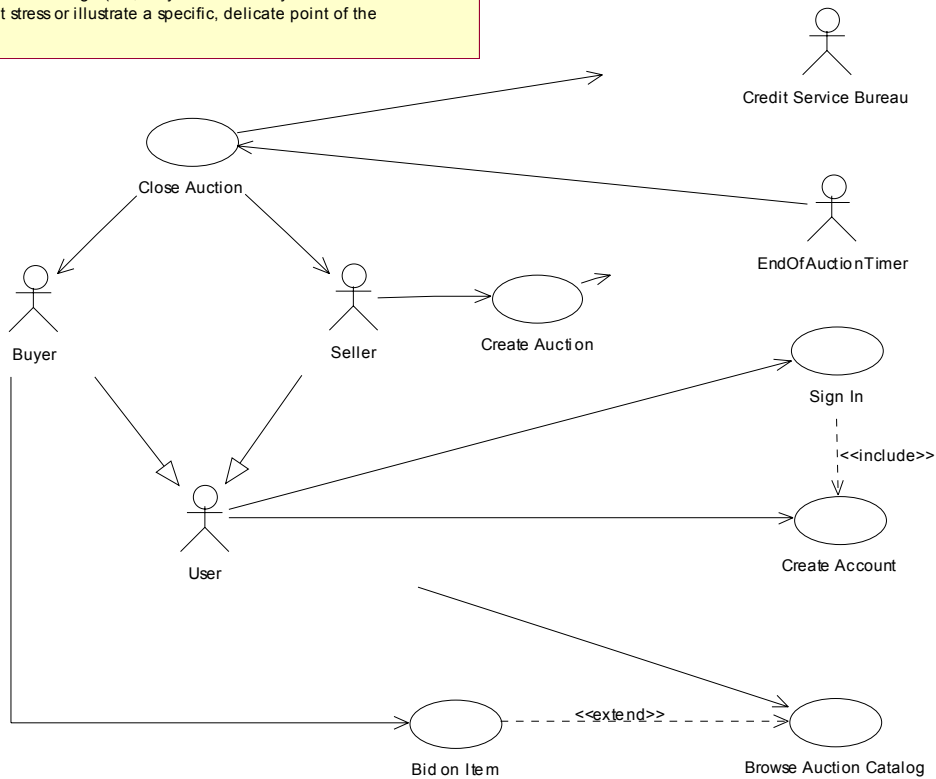 t stress or illustrate a specific, delicate point of the
Credit Service Bureau
Close Auction
EndOfAuctionTimer
Buyer
Seller
Create Auction
Sign In
<<include>>
User
Create Account
<<extend>>
Bid on Item
Browse Auction Catalog